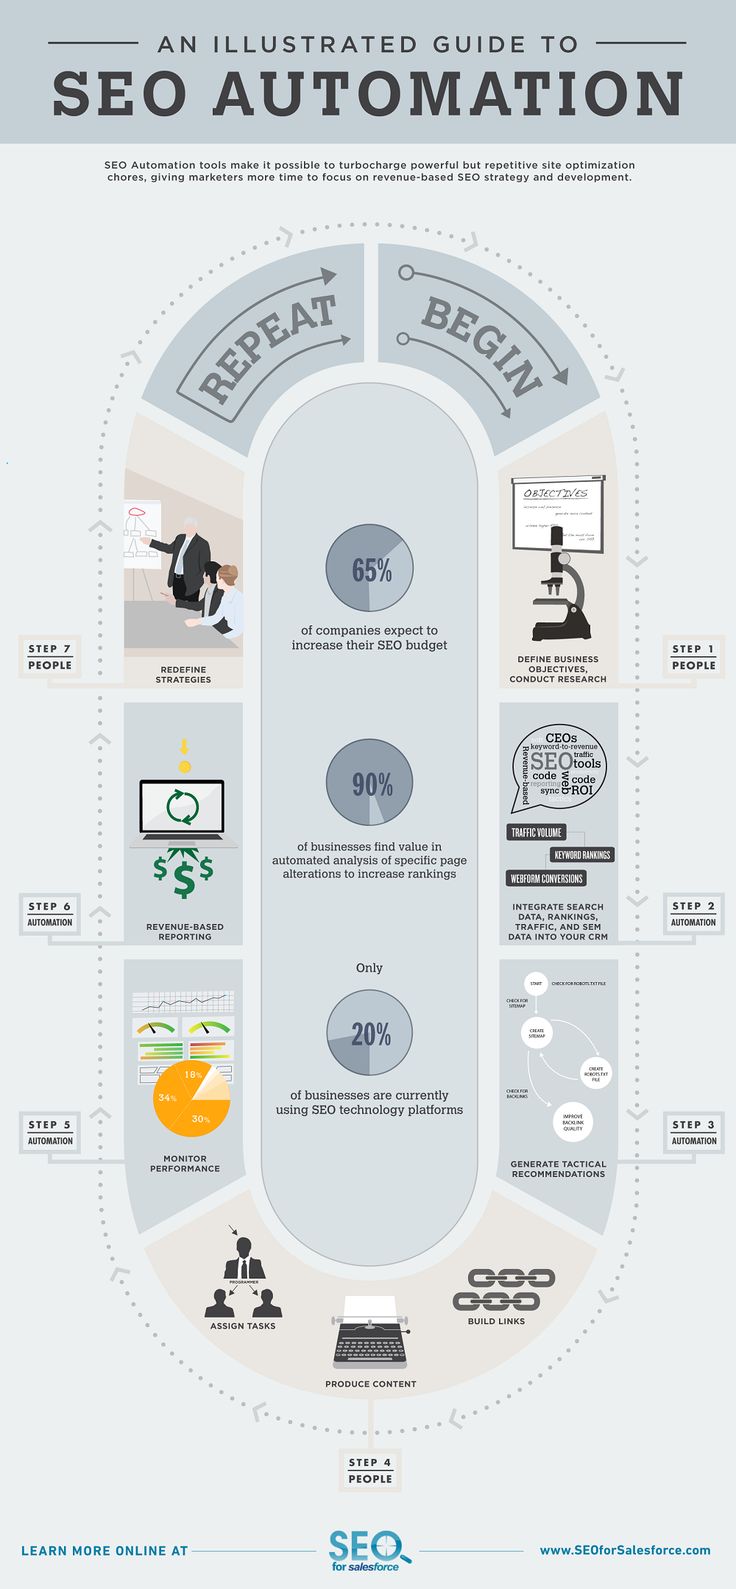 AN ILLUSTRATED GUIDE TO
SEO AUTOMATION
SEO Automation tools make it possible to turbocharge powerful but repetitive site optimization
chores, giving marketers more time to focus on revenue-based SEO strategy and development.
REPEAT
BEGIN
OBJECTIVES
DEFINE BUSINESS
OBJECTIVES,
CONDUCT RESEARCH
STEP 1
PEOPLE
CEOs
keyword-to-revenue
Revenue-based
SEO
traffic
tools
code
reporting
web
code
sync
ROI
TRAFFIC VOLUME
KEYWORD RANKINGS
WEBFORM CONVERSIONS
INTEGRATE SEARCH
DATA, RANKINGS,
TRAFFIC, AND SEM
DATA INTO YOUR CRM
STEP 2
AUTOMATION
START
CHECK FOR ROBOTS.TXT FILE
CHECK FOR
SITEMAP
CREATE
SITEMAP
CREATE
ROBOTS.TXT
FILE
CHECK FOR
BACKLINKS
IMPROVE
BACKLINK
QUALITY
GENERATE TACTICAL
RECOMMENDATIONS
STEP 3
AUTOMATION
BUILD LINKS
PRODUCE CONTENT
PROGRAMMER
ASSIGN TASKS
STEP 4
PEOPLE
18%
34%
30%
MONITOR
PERFORMANCE
STEP 5
AUTOMATION
$ $ $
REVENUE-BASED
REPORTING
STEP 6
AUTOMATION
REDEFINE
STRATEGIES
STEP 7
PEOPLE
65%
of companies expect to
increase their SEO budget
90%
of businesses find value in
automated analysis of specific page
alterations to increase rankings
Only
20%
of businesses are currently
using SEO technology platforms
LEARN MORE ONLINE AT
SEO
for salesforce
www.SEOforSalesforce.com